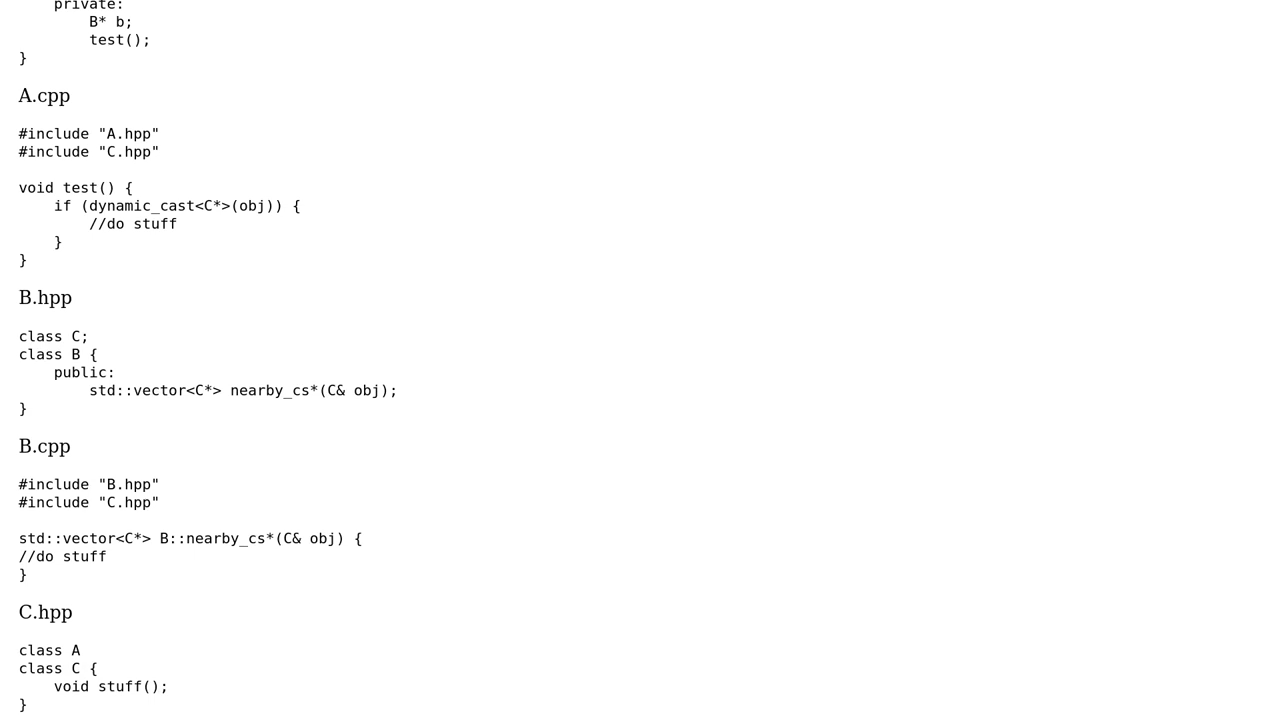 private:
        B* b;
        test();
}
A.cpp
#include "A.hpp"
#include "C.hpp"

void test() {
    if (dynamic_cast<C*>(obj)) {
        //do stuff
    }
}
B.hpp
class C;
class B {
    public:
        std::vector<C*> nearby_cs*(C& obj);
}
B.cpp
#include "B.hpp"
#include "C.hpp"

std::vector<C*> B::nearby_cs*(C& obj) {
//do stuff
}
C.hpp
class A
class C {
    void stuff();
}